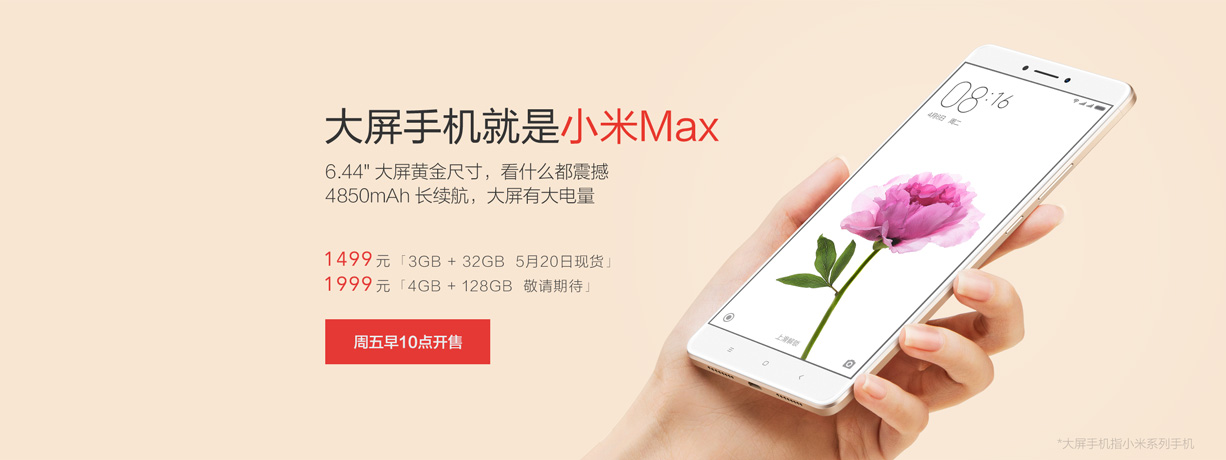 大屏手机就是小米Max
6.44" 大屏黄金尺寸，看什么都震撼
4850mAh 长续航，大屏有大电量
1499元「3GB + 32GB 5月20日现货」
1999元「4GB + 128GB 敬请期待」
周五早10点开售
08:16
上滑解锁
*大屏手机指小米系列手机